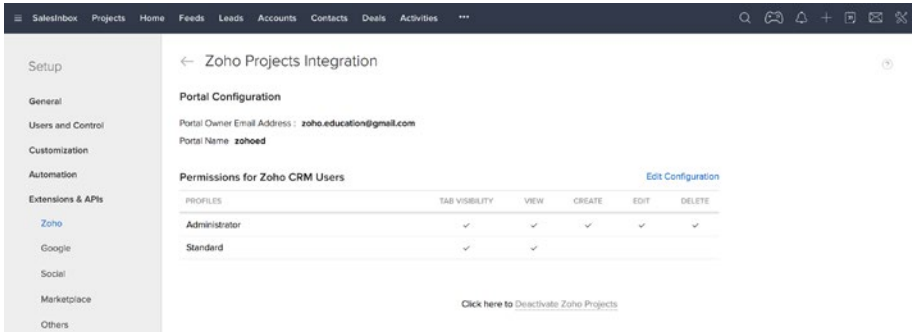 SalesInbox Projects Home Feeds Leads Accounts Contacts Deals Activities •••
Setup
General
Users and Control
Customization
Automation
Extensions & APIs
Zoho
Google
Social
Marketplace
Others
← Zoho Projects Integration
Portal Configuration
Portal Owner Email Address : zoho.education@gmail.com
Portal Name zohoed
Permissions for Zoho CRM Users Edit Configuration
PROFILES TAB VISIBILITY VIEW CREATE EDIT DELETE
Administrator ✓ ✓ ✓ ✓ ✓
Standard ✓ ✓
Click here to Deactivate Zoho Projects